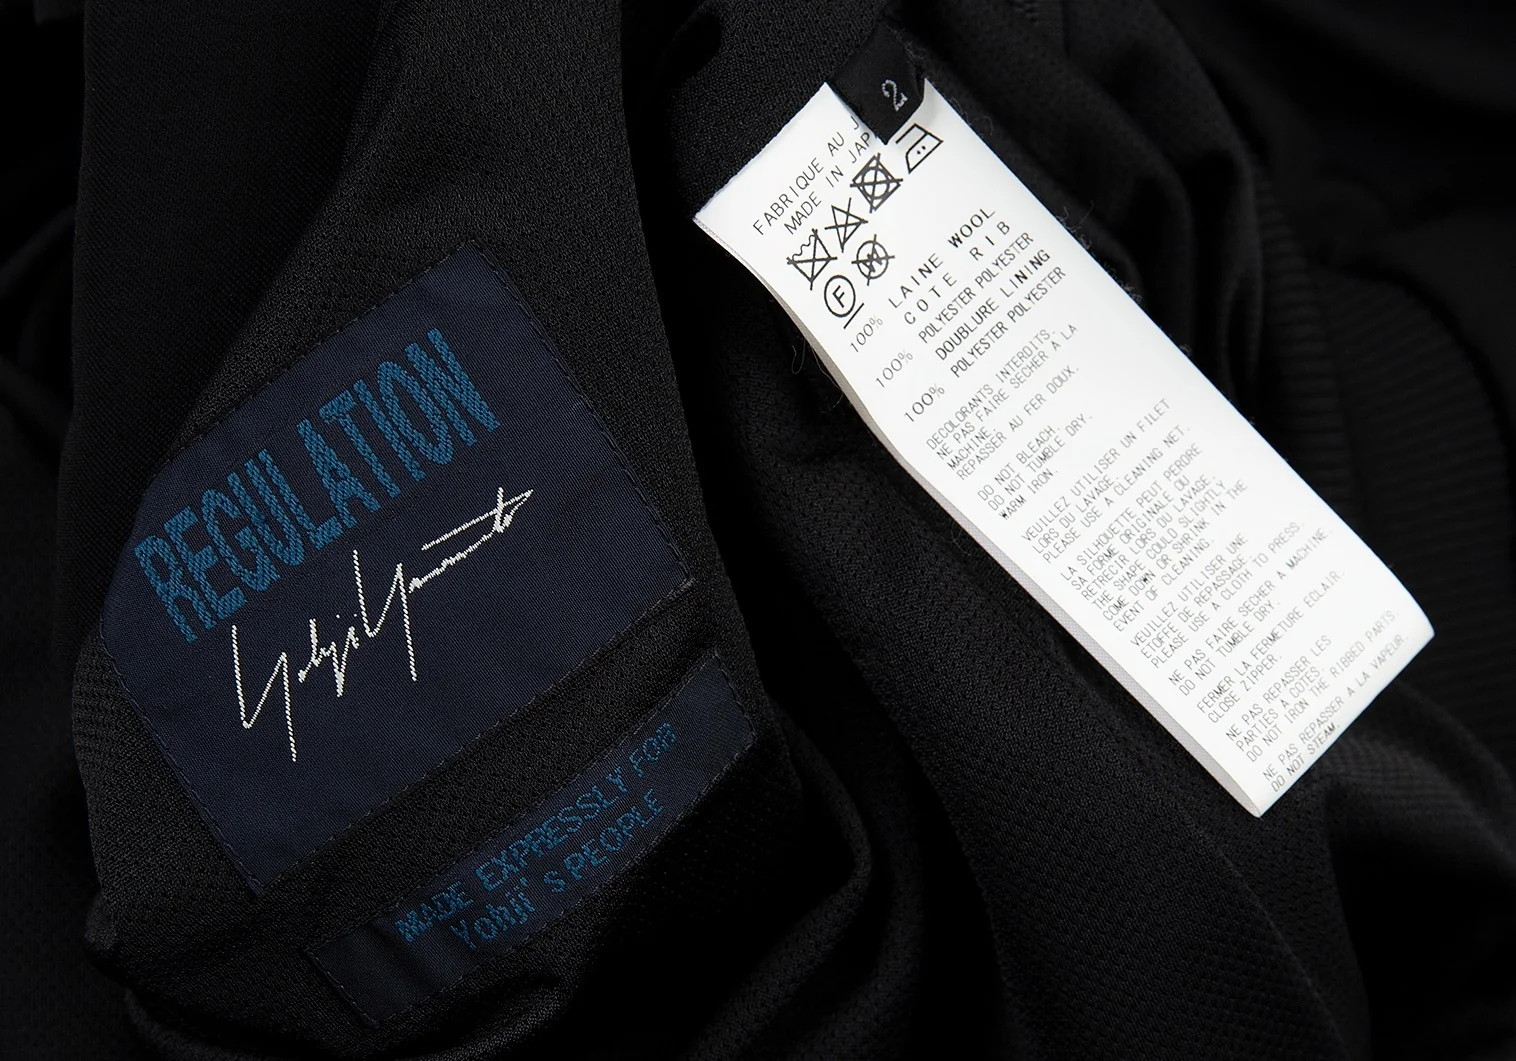 REGULATION
Yohji Yamamoto
MADE EXPRESSLY FOR
Yohji' S PEOPLE
2
FABRIQUE AU J
MADE IN JAP
F
W
100% LAINE WOOL
COTE RIB
100% POLYESTER POLYESTER
DOUBLURE LINING
100% POLYESTER POLYESTER
DECOLORANTS INTERDITS.
NE PAS FAIRE SECHER A LA
MACHINE.
REPASSER AU FER DOUX.
DO NOT BLEACH.
DO NOT TUMBLE DRY.
WARM IRON.
VEUILLEZ UTILISER UN FILET
LORS DU LAVAGE.
PLEASE USE A CLEANING NET.
LA SILHOUETTE PEUT PERDRE
SA FORME ORIGINALE OU
RETRECIR LORS DU LAVAGE.
THE SHAPE COULD SLIGHTLY
COME DOWN OR SHRINK IN THE
EVENT OF CLEANING.
VEUILLEZ UTILISER UNE
ETOFFE DE REPASSAGE.
PLEASE USE A CLOTH TO PRESS.
NE PAS FAIRE SECHER A MACHINE.
DO NOT TUMBLE DRY.
FERMER LA FERMETURE ECLAIR.
CLOSE ZIPPER.
NE PAS REPASSER LES
PARTIES A COTES.
DO NOT IRON THE RIBBED PARTS.
NE PAS REPASSER A LA VAPEUR.
DO NOT STEAM.